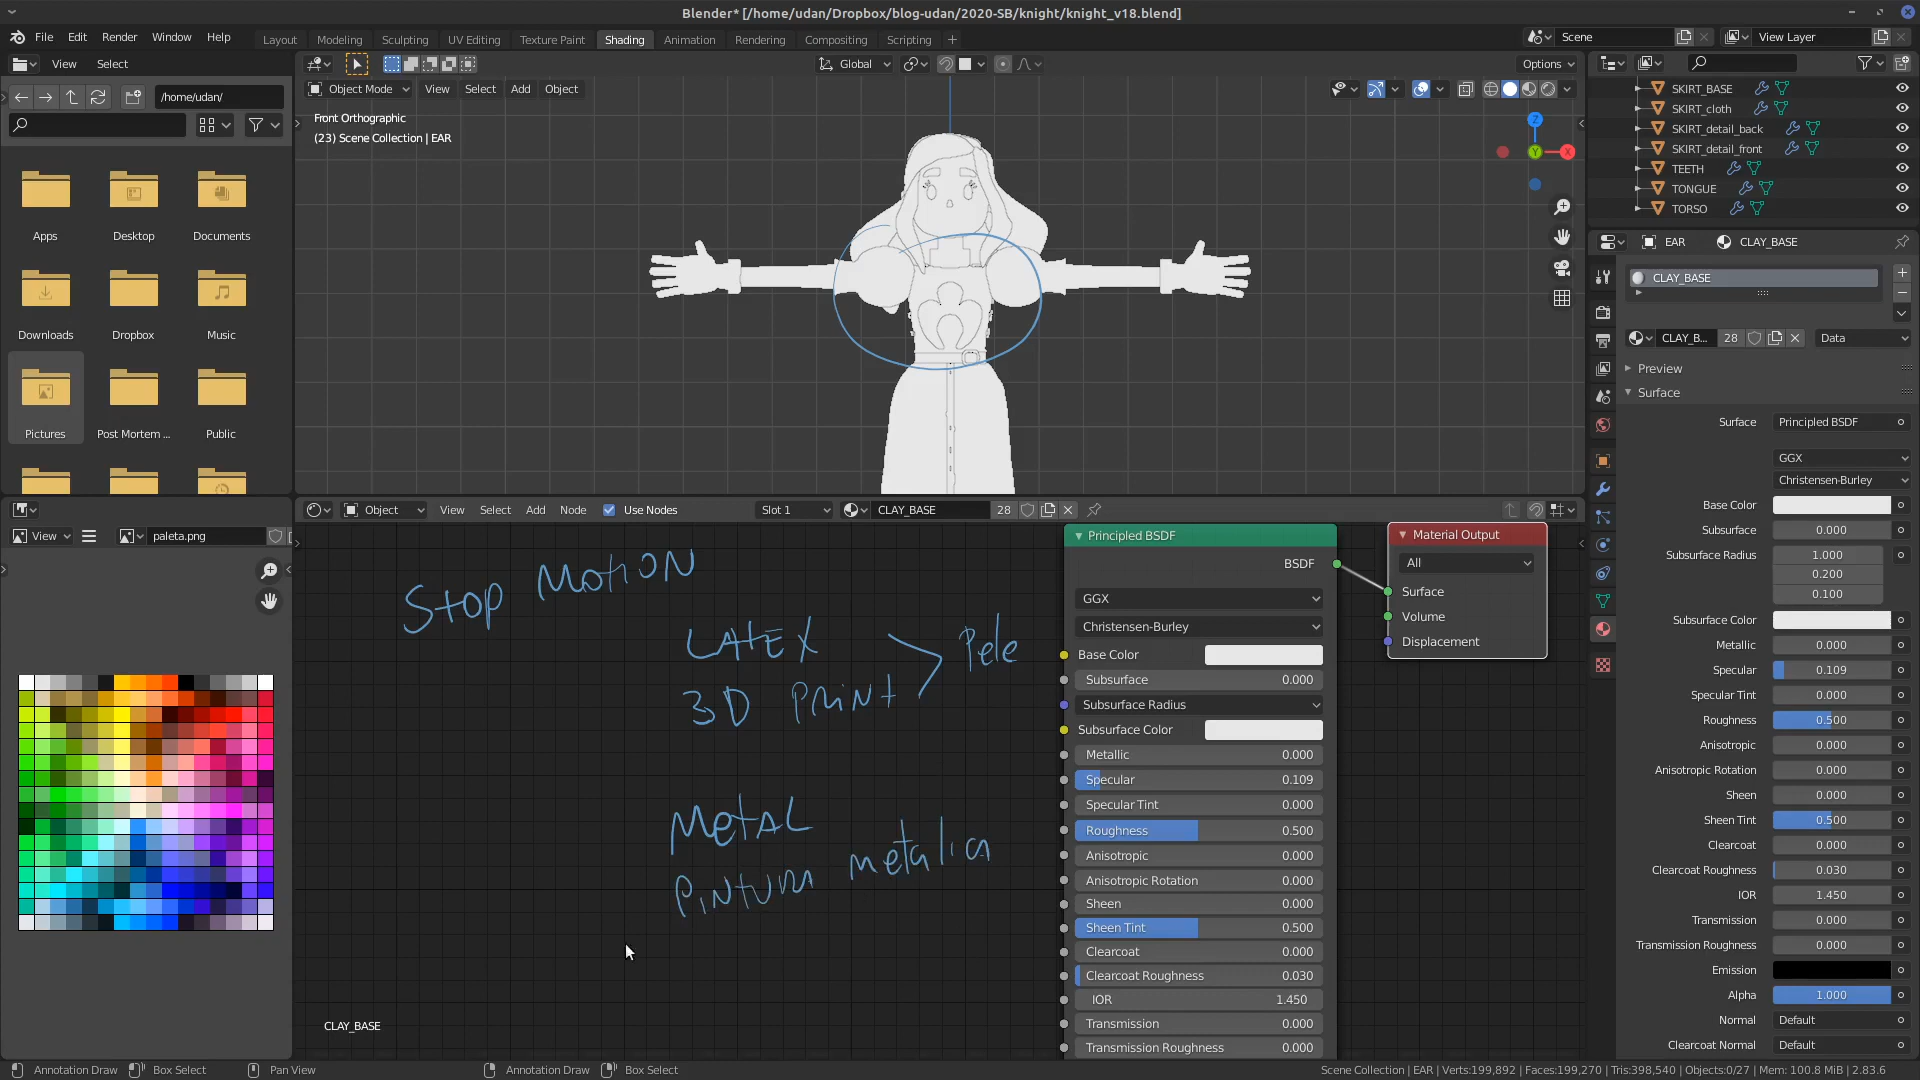 Blender* [/home/udan/Dropbox/blog-udan/2020-SB/knight/knight_v18.blend]
File Edit Render Window Help
Layout Modeling Sculpting UV Editing Texture Paint Shading Animation Rendering Compositing Scripting +
Scene
View Layer
View Select
Global
Options
/home/udan/
Object Mode View Select Add Object
Front Orthographic
(23) Scene Collection | EAR
Z
Y
X
Apps Desktop Documents
Downloads Dropbox Music
Pictures Post Mortem ... Public
SKIRT_BASE
SKIRT_cloth
SKIRT_detail_back
SKIRT_detail_front
TEETH
TONGUE
TORSO
EAR CLAY_BASE
CLAY_BASE
CLAY_B... 28 Data
Preview
Surface
Surface Principled BSDF
GGX
Christensen-Burley
Base Color
Subsurface 0.000
Subsurface Radius 1.000
0.200
0.100
Subsurface Color
Metallic 0.000
Specular 0.109
Specular Tint 0.000
Roughness 0.500
Anisotropic 0.000
Anisotropic Rotation 0.000
Sheen 0.000
Sheen Tint 0.500
Clearcoat 0.000
Clearcoat Roughness 0.030
IOR 1.450
Transmission 0.000
Transmission Roughness 0.000
Emission
Alpha 1.000
Normal Default
Clearcoat Normal Default
View paleta.png
Object View Select Add Node Use Nodes Slot 1 CLAY_BASE 28
Stop Motion
LATEX
3D Print
Pele
Metal
Pintura metalica
CLAY_BASE
Principled BSDF
BSDF
GGX
Christensen-Burley
Base Color
Subsurface 0.000
Subsurface Radius
Subsurface Color
Metallic 0.000
Specular 0.109
Specular Tint 0.000
Roughness 0.500
Anisotropic 0.000
Anisotropic Rotation 0.000
Sheen 0.000
Sheen Tint 0.500
Clearcoat 0.000
Clearcoat Roughness 0.030
IOR 1.450
Transmission 0.000
Transmission Roughness 0.000
Material Output
All
Surface
Volume
Displacement
Annotation Draw Box Select Pan View Annotation Draw Box Select
Scene Collection | EAR | Verts:199,892 | Faces:199,270 | Tris:398,540 | Objects:0/27 | Mem: 100.8 MiB | 2.83.6